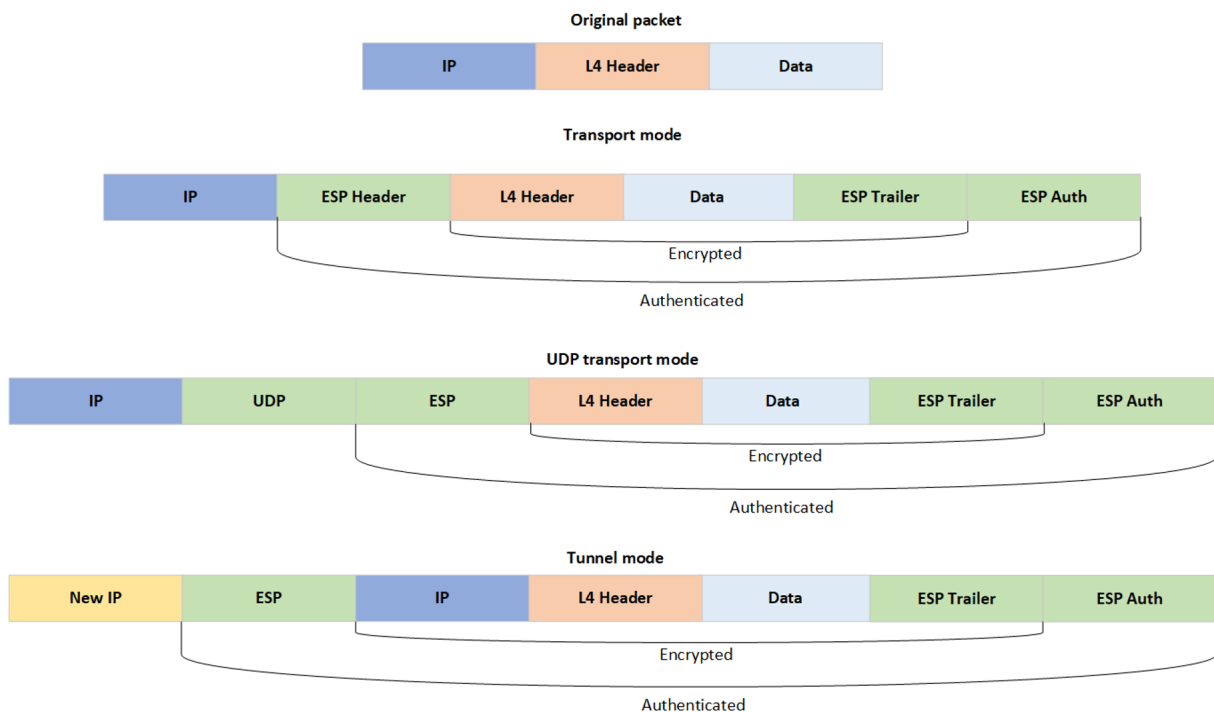 Original packet
IP L4 Header Data
Transport mode
IP ESP Header L4 Header Data ESP Trailer ESP Auth
Encrypted
Authenticated
UDP transport mode
IP UDP ESP L4 Header Data ESP Trailer ESP Auth
Encrypted
Authenticated
Tunnel mode
New IP ESP IP L4 Header Data ESP Trailer ESP Auth
Encrypted
Authenticated